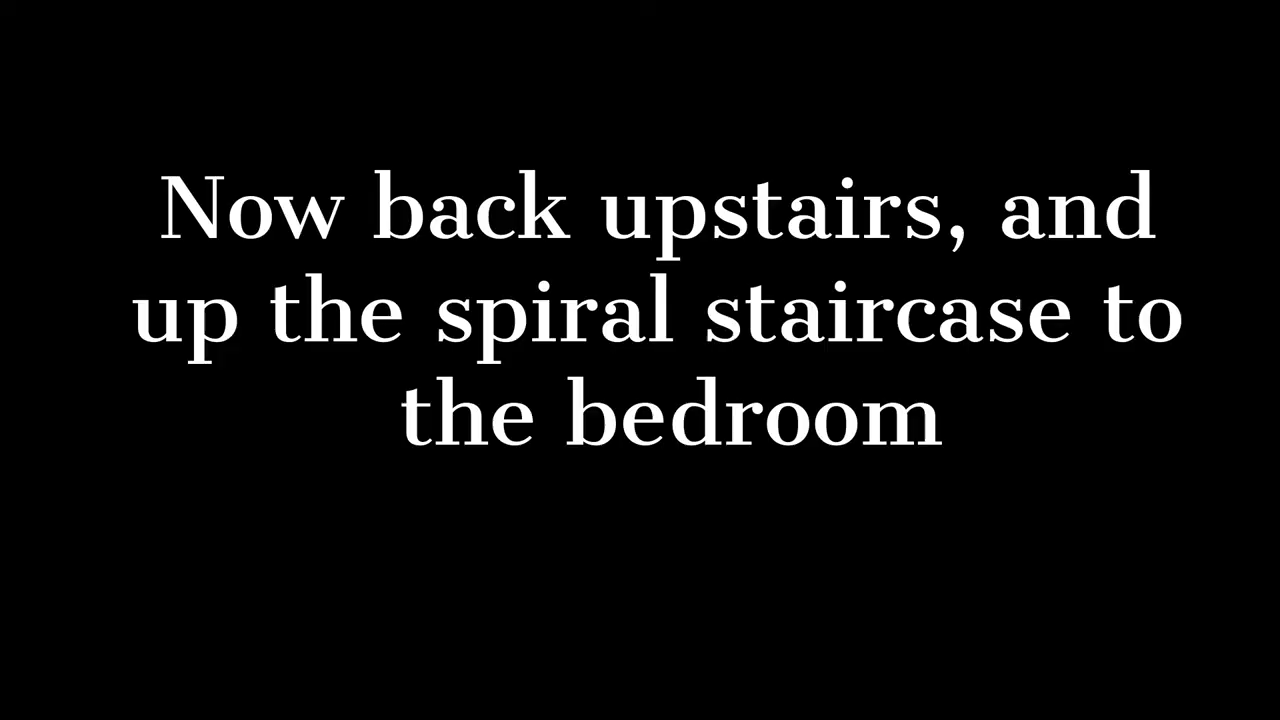 Now back upstairs, and
up the spiral staircase to
the bedroom